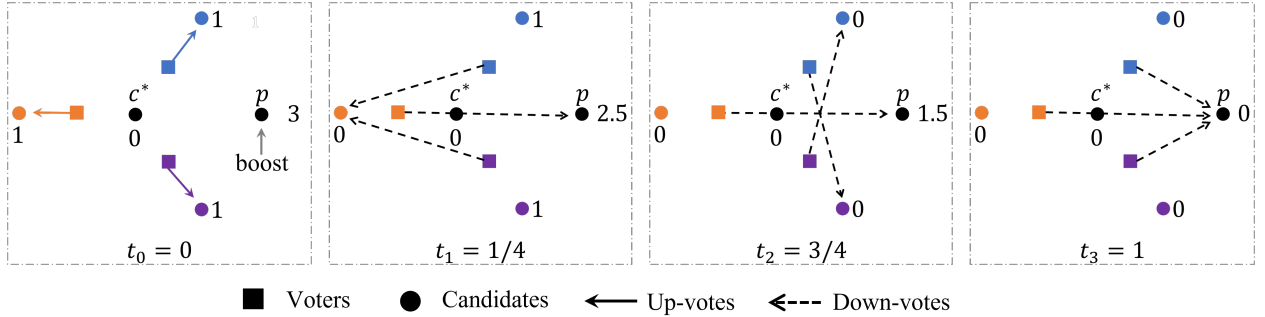 1
1
c*
p
3
1
0
boost
1
t₀ = 0
1
c*
p
2.5
0
0
1
t₁ = 1/4
0
c*
p
1.5
0
0
0
t₂ = 3/4
0
c*
p
0
0
0
0
t₃ = 1
Voters
Candidates
Up-votes
Down-votes